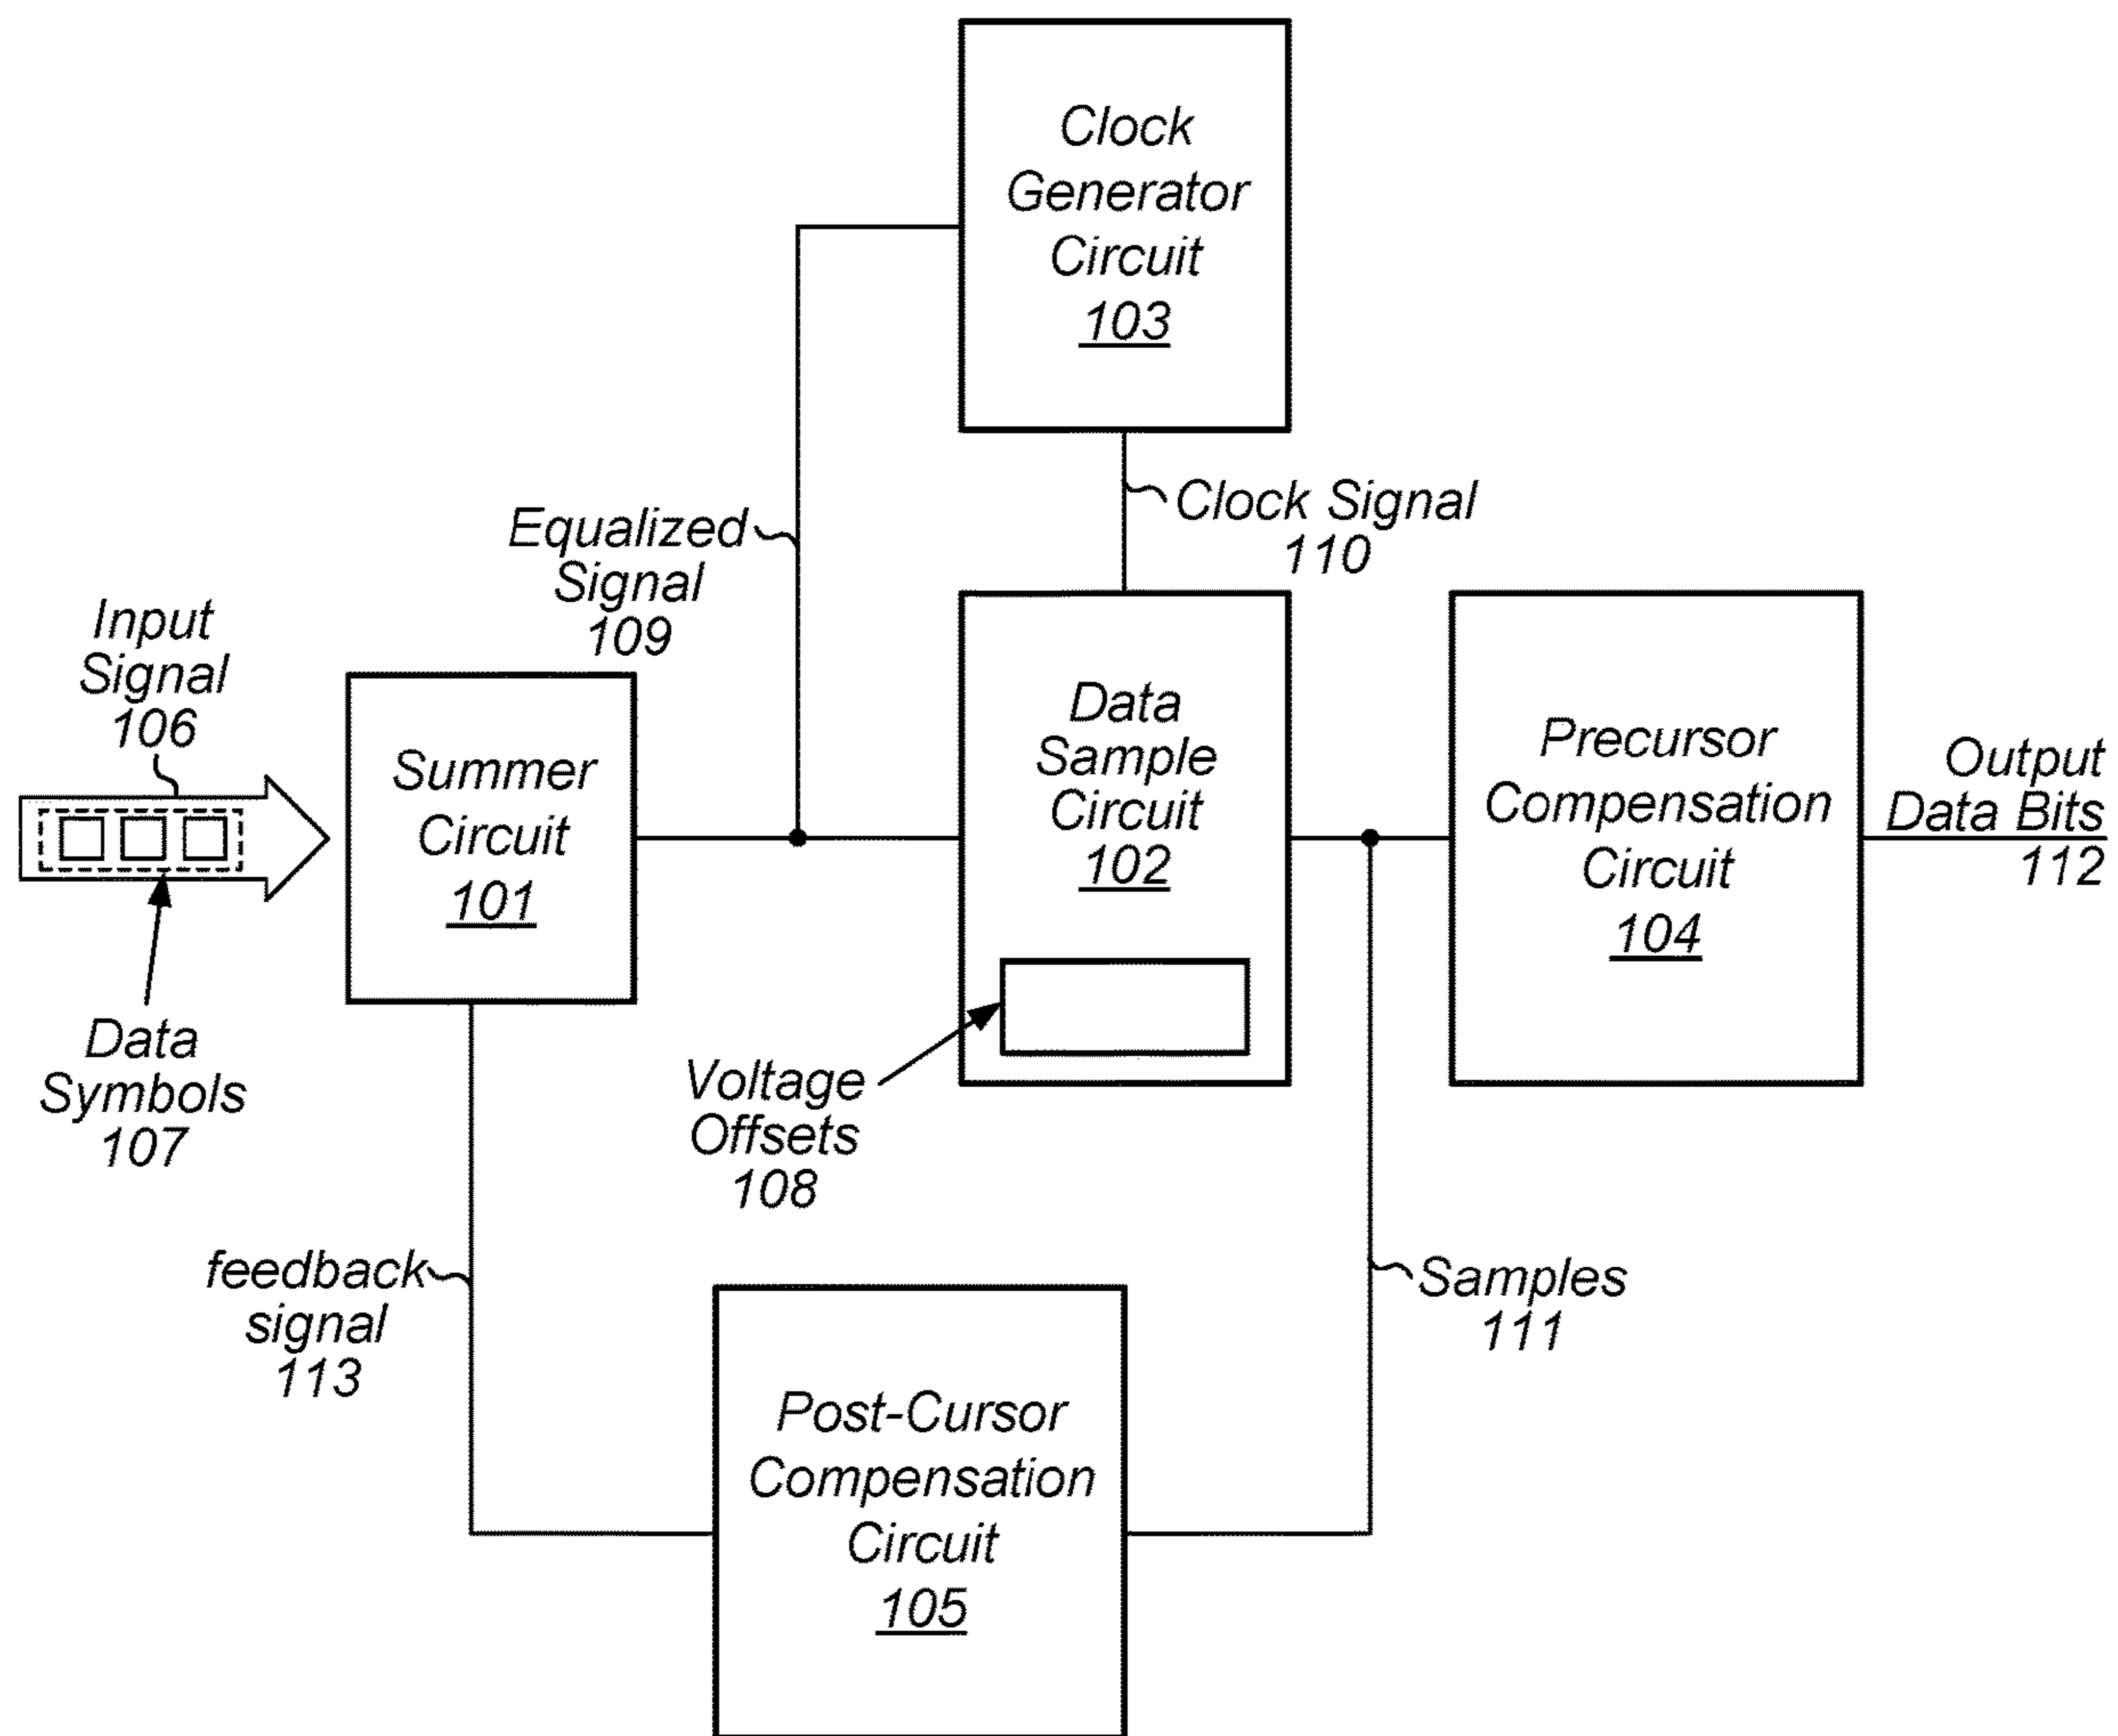 Clock
Generator
Circuit
103
Clock Signal
110
Equalized
Signal
109
Input
Signal
106
Summer
Circuit
101
Data
Sample
Circuit
102
Precursor
Compensation
Circuit
104
Output
Data Bits
112
Data
Symbols
107
Voltage
Offsets
108
feedback
signal
113
Samples
111
Post-Cursor
Compensation
Circuit
105